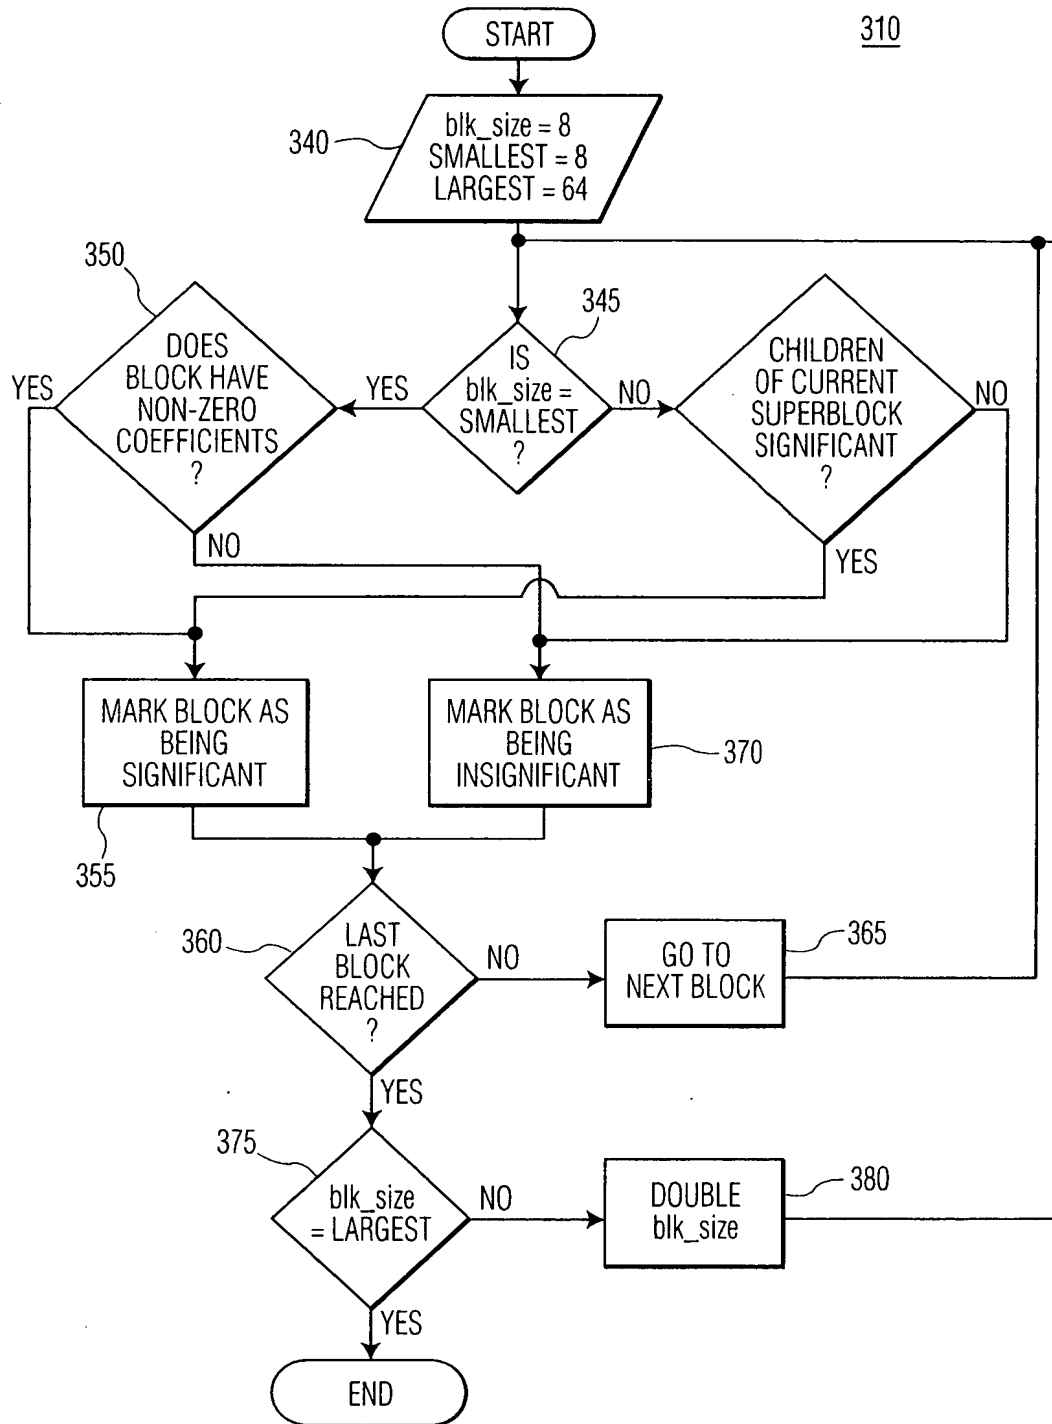 START
310
340
blk_size = 8
SMALLEST = 8
LARGEST = 64
350
345
DOES
BLOCK HAVE
NON-ZERO
COEFFICIENTS
?
YES
NO
YES
IS
blk_size =
SMALLEST
?
NO
CHILDREN
OF CURRENT
SUPERBLOCK
SIGNIFICANT
?
NO
YES
MARK BLOCK AS
BEING
SIGNIFICANT
355
MARK BLOCK AS
BEING
INSIGNIFICANT
370
360
LAST
BLOCK
REACHED
?
NO
GO TO
NEXT BLOCK
365
YES
375
blk_size
= LARGEST
NO
DOUBLE
blk_size
380
YES
END